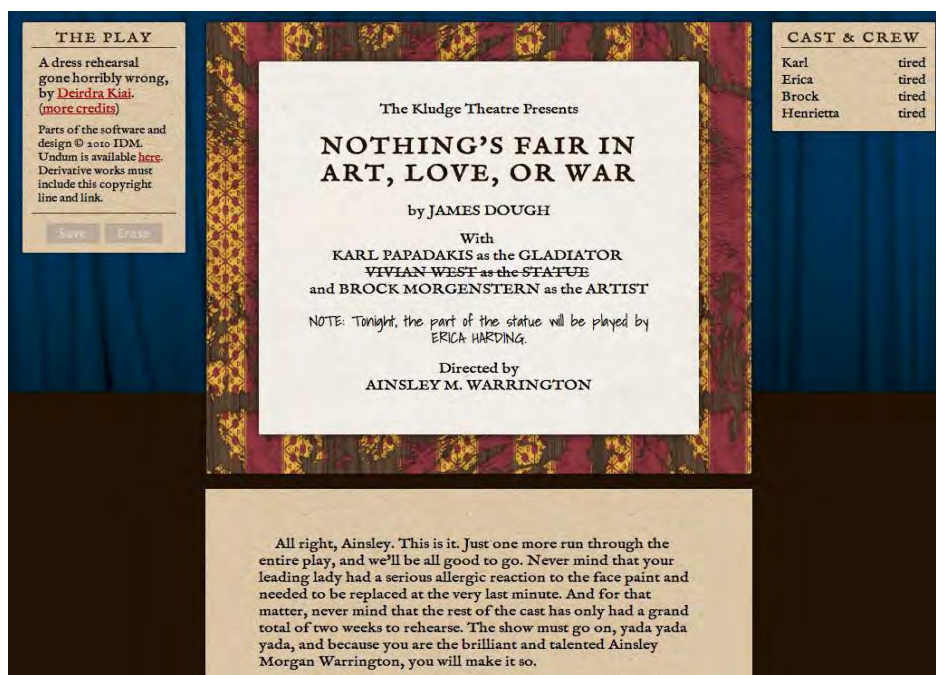 THE PLAY
A dress rehearsal
gone horribly wrong,
by Deirdra Kiai.
(more credits)
Parts of the software and
design © 2010 IDM.
Undum is available here.
Derivative works must
include this copyright
line and link.
Save Erase
The Kludge Theatre Presents
NOTHING'S FAIR IN
ART, LOVE, OR WAR
by JAMES DOUGH
With
KARL PAPADAKIS as the GLADIATOR
VIVIAN WEST as the STATUE
and BROCK MORGENSTERN as the ARTIST
NOTE: Tonight, the part of the statue will be played by
ERICA HARDING.
Directed by
AINSLEY M. WARRINGTON
CAST & CREW
Karl tired
Erica tired
Brock tired
Henrietta tired
All right, Ainsley. This is it. Just one more run through the
entire play, and we'll be all good to go. Never mind that your
leading lady had a serious allergic reaction to the face paint and
needed to be replaced at the very last minute. And for that
matter, never mind that the rest of the cast has only had a grand
total of two weeks to rehearse. The show must go on, yada yada
yada, and because you are the brilliant and talented Ainsley
Morgan Warrington, you will make it so.